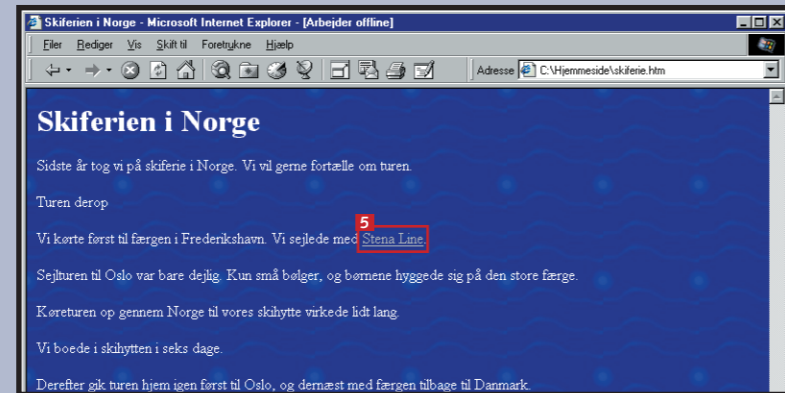 Skiferien i Norge - Microsoft Internet Explorer - [Arbejder offline]
Filer Rediger Vis Skift til Foretrukne Hjælp
Adresse C:\Hjemmeside\skiferie.htm
Skiferien i Norge
Sidste år tog vi på skiferie i Norge. Vi vil gerne fortælle om turen.
Turen derop
5
Vi kørte først til færgen i Frederikshavn. Vi sejlede med Stena Line.
Sejlturen til Oslo var bare dejlig. Kun små bølger, og børnene hyggede sig på den store færge.
Køreturen op gennem Norge til vores skihytte virkede lidt lang.
Vi boede i skihytten i seks dage.
Derefter gik turen hjem igen først til Oslo, og dernæst med færgen tilbage til Danmark.